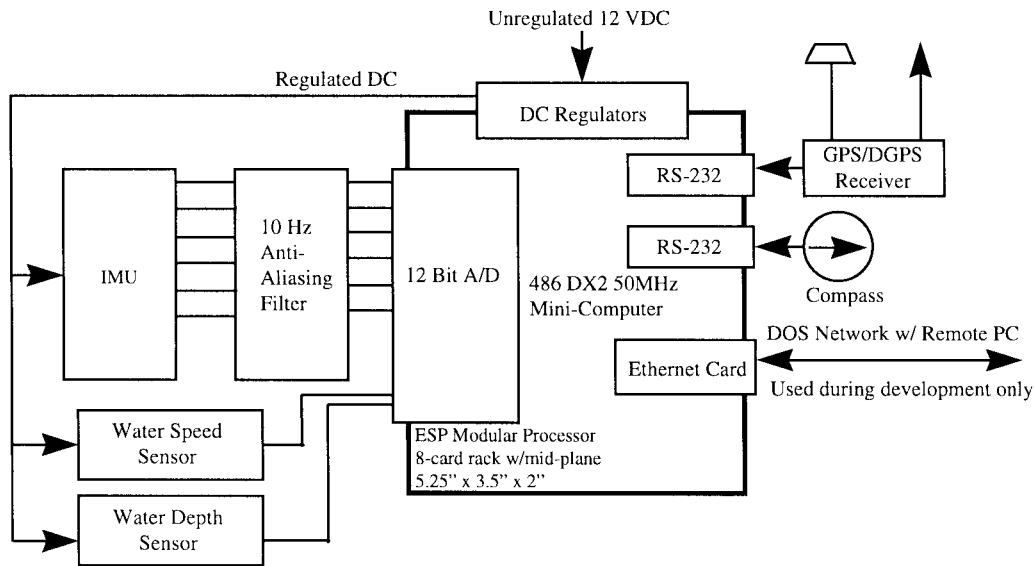 Unregulated 12 VDC
Regulated DC
DC Regulators
GPS/DGPS
Receiver
RS-232
RS-232
IMU
10 Hz
Anti-
Aliasing
Filter
12 Bit A/D
486 DX2 50MHz
Mini-Computer
Compass
DOS Network w/ Remote PC
Ethernet Card
Used during development only
Water Speed
Sensor
ESP Modular Processor
8-card rack w/mid-plane
5.25” x 3.5” x 2”
Water Depth
Sensor